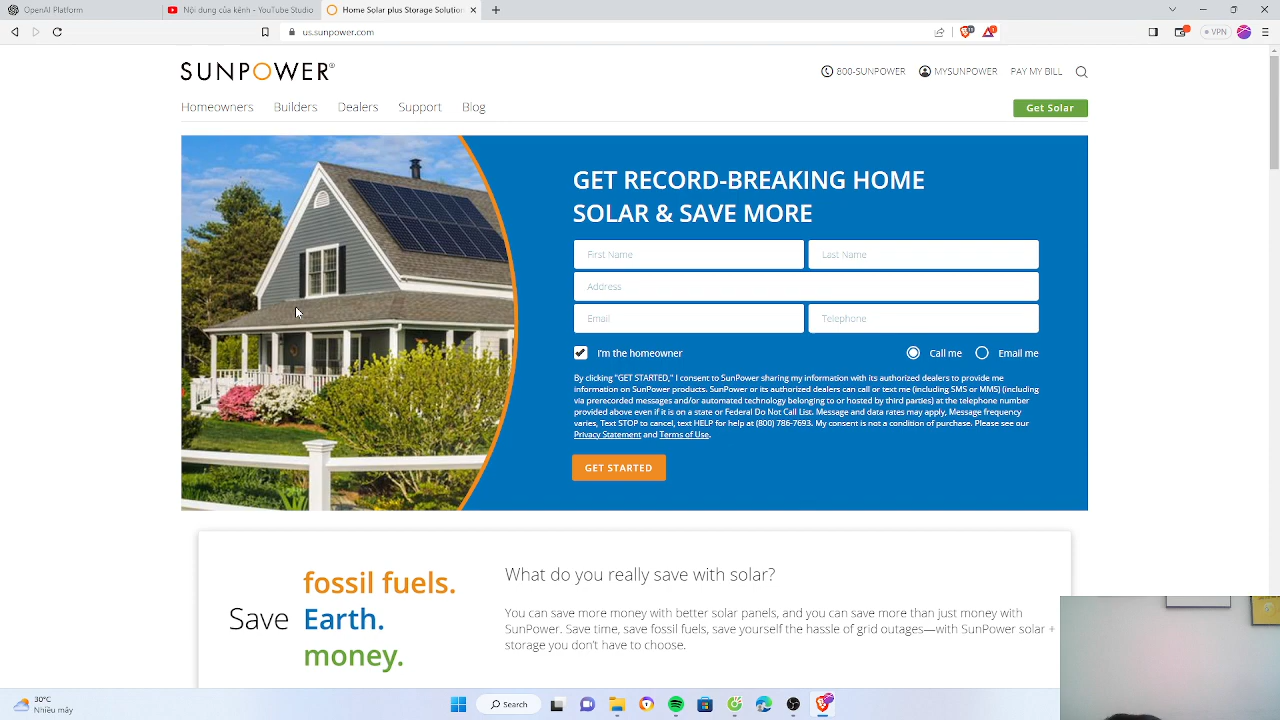 OpenAI Platform
Nội dung của kênh - YouTube Studio
Home Solar plus Storage Solution
us.sunpower.com
VPN
SUNPOWER®
800-SUNPOWER
MYSUNPOWER
PAY MY BILL
Homeowners
Builders
Dealers
Support
Blog
Get Solar
GET RECORD-BREAKING HOME
SOLAR & SAVE MORE
First Name
Last Name
Address
Email
Telephone
I'm the homeowner
Call me
Email me
By clicking "GET STARTED," I consent to SunPower sharing my information with its authorized dealers to provide me
information on SunPower products. SunPower or its authorized dealers can call or text me (including SMS or MMS) (including
via prerecorded messages and/or automated technology belonging to or hosted by third parties) at the telephone number
provided above even if it is on a state or Federal Do Not Call List. Message and data rates may apply, Message frequency
varies, Text STOP to cancel, text HELP for help at (800) 786-7693. My consent is not a condition of purchase. Please see our
Privacy Statement and Terms of Use.
GET STARTED
Save
fossil fuels.
Earth.
money.
What do you really save with solar?
You can save more money with better solar panels, and you can save more than just money with
SunPower. Save time, save fossil fuels, save yourself the hassle of grid outages—with SunPower solar +
storage you don't have to choose.
30°C
Nhiều mây
Search